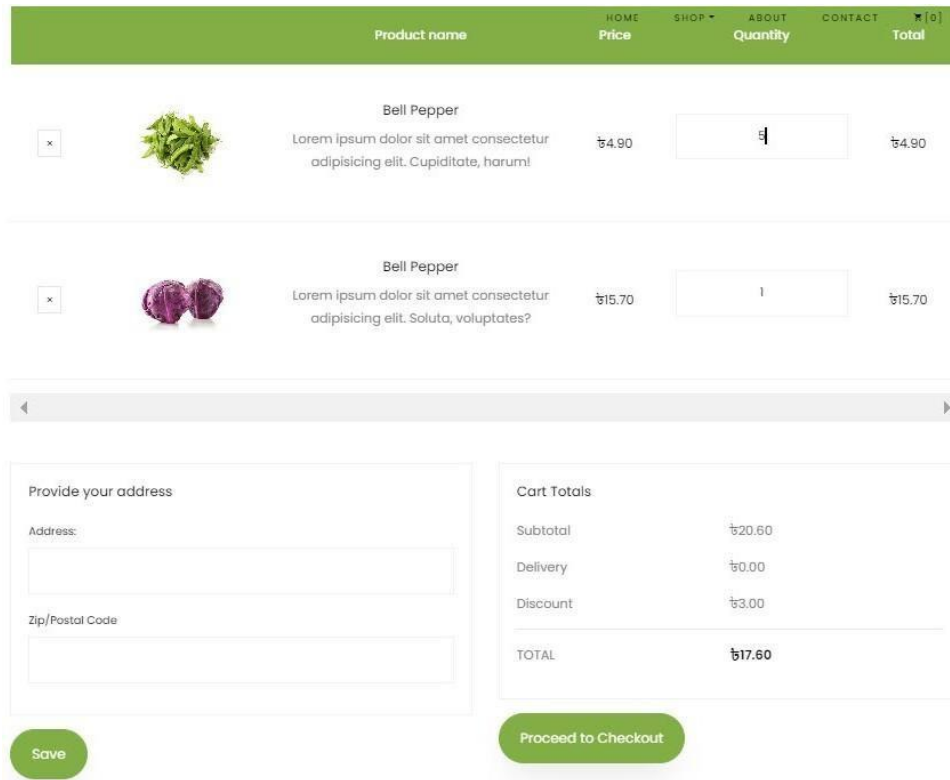 HOME SHOP ABOUT CONTACT [0]
Product name Price Quantity Total
Bell Pepper
Lorem ipsum dolor sit amet consectetur
adipisicing elit. Cupiditate, harum!
× ৳4.90 5 ৳4.90
Bell Pepper
Lorem ipsum dolor sit amet consectetur
adipisicing elit. Soluta, voluptates?
× ৳15.70 1 ৳15.70
Provide your address
Address:
Zip/Postal Code
Save
Cart Totals
Subtotal ৳20.60
Delivery ৳0.00
Discount ৳3.00
TOTAL ৳17.60
Proceed to Checkout